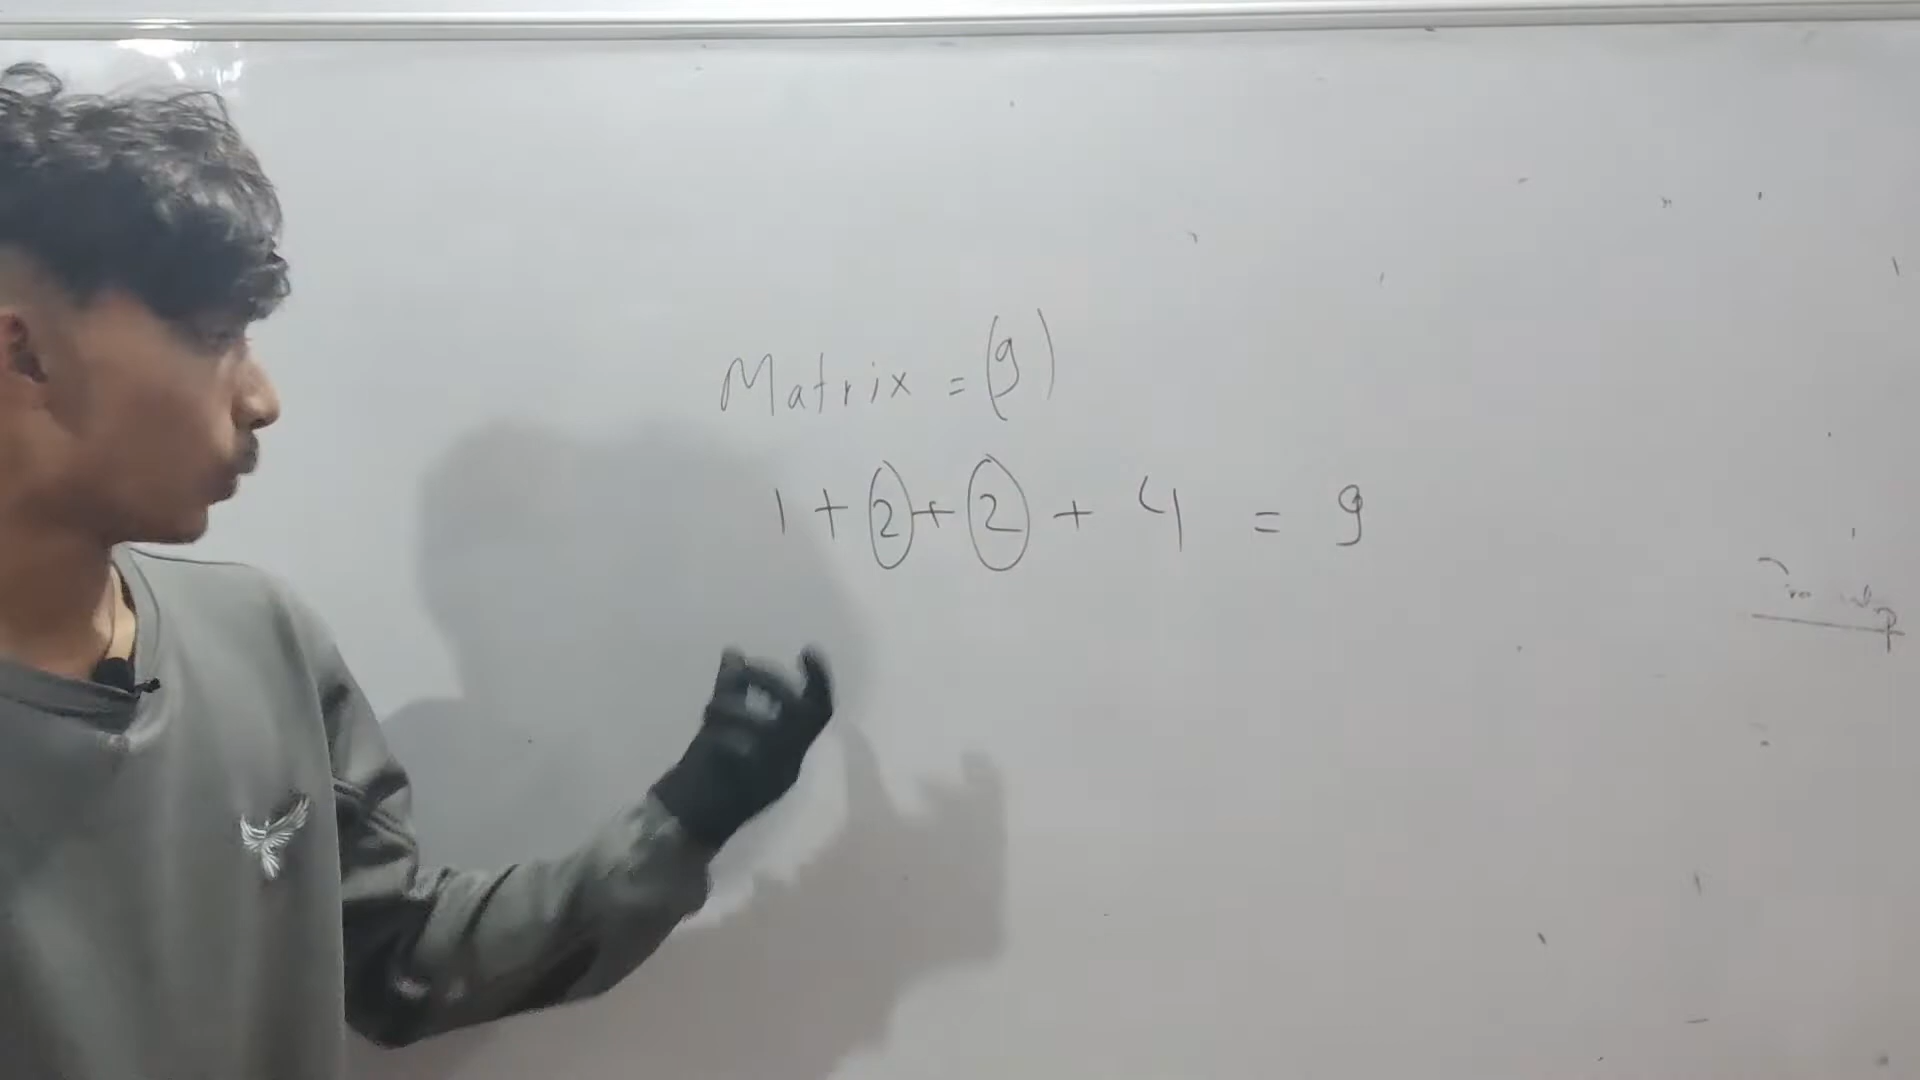 Matrix = (9)
1 + 2 + 2 + 4 = 9